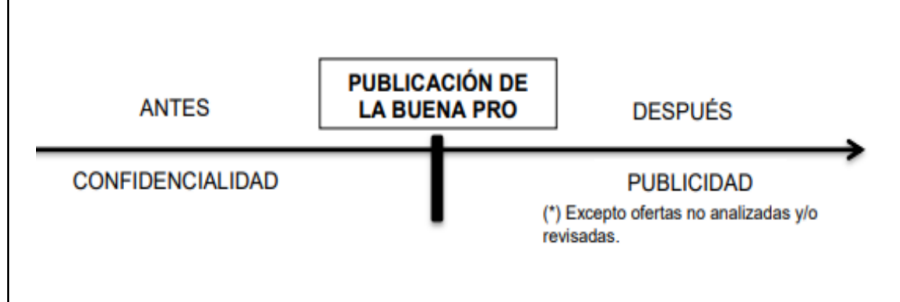 PUBLICACIÓN DE
LA BUENA PRO
ANTES
DESPUÉS
CONFIDENCIALIDAD
PUBLICIDAD
(*) Excepto ofertas no analizadas y/o
revisadas.